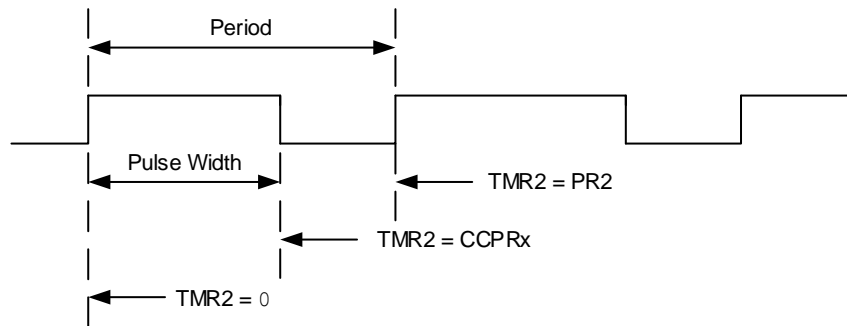 Period
Pulse Width
TMR2 = PR2
TMR2 = CCPRx
TMR2 = 0